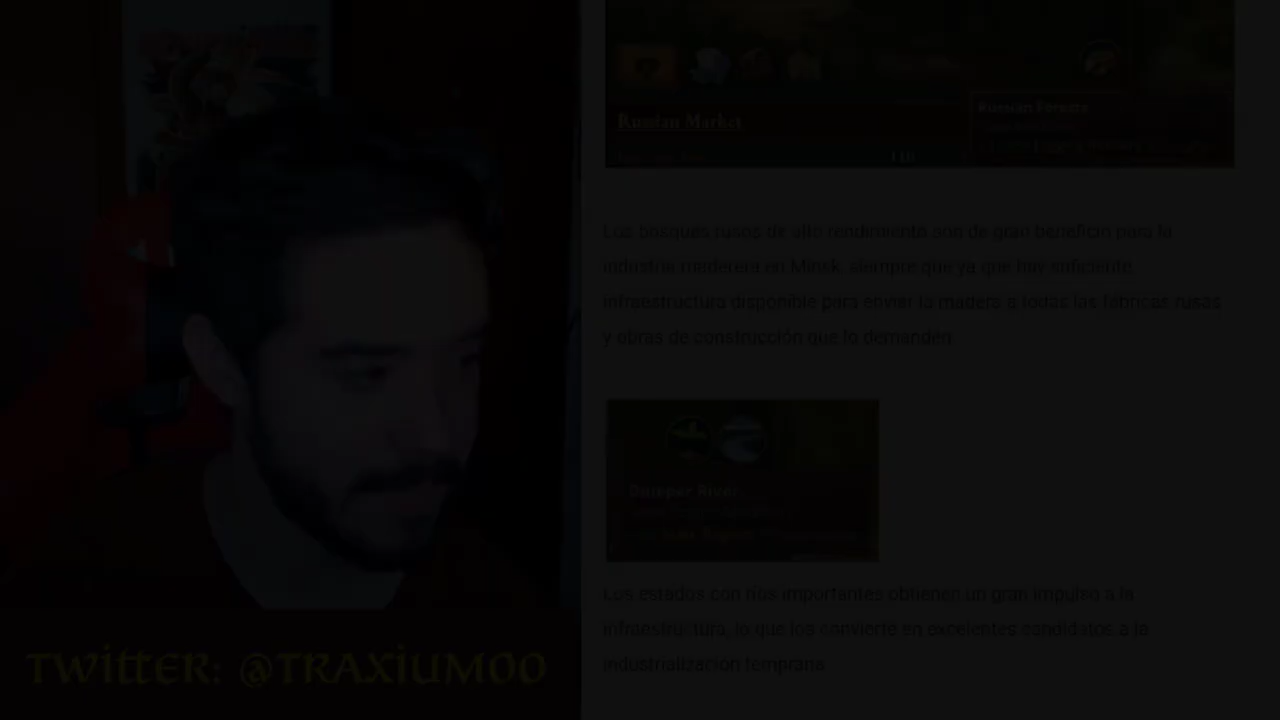 Russian Market
Russian Forests
Los bosques rusos de alto rendimiento son de gran beneficio para la
industria maderera en Minsk, siempre que ya que hay suficiente
infraestructura disponible para enviar la madera a todas las fábricas rusas
y obras de construcción que lo demanden
Dnieper River
Los estados con ríos importantes obtienen un gran impulso a la
infraestructura, lo que los convierte en excelentes candidatos a la
industrialización temprana
TWITTER: @TRAXIUM00